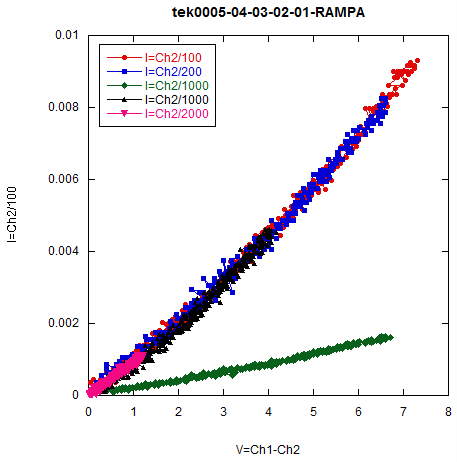 tek0005-04-03-02-01-RAMPA
0.01
I=Ch2/100
I=Ch2/200
I=Ch2/1000
I=Ch2/1000
I=Ch2/2000
0.008
0.006
I=Ch2/100
0.004
0.002
0
0 1 2 3 4 5 6 7 8
V=Ch1-Ch2